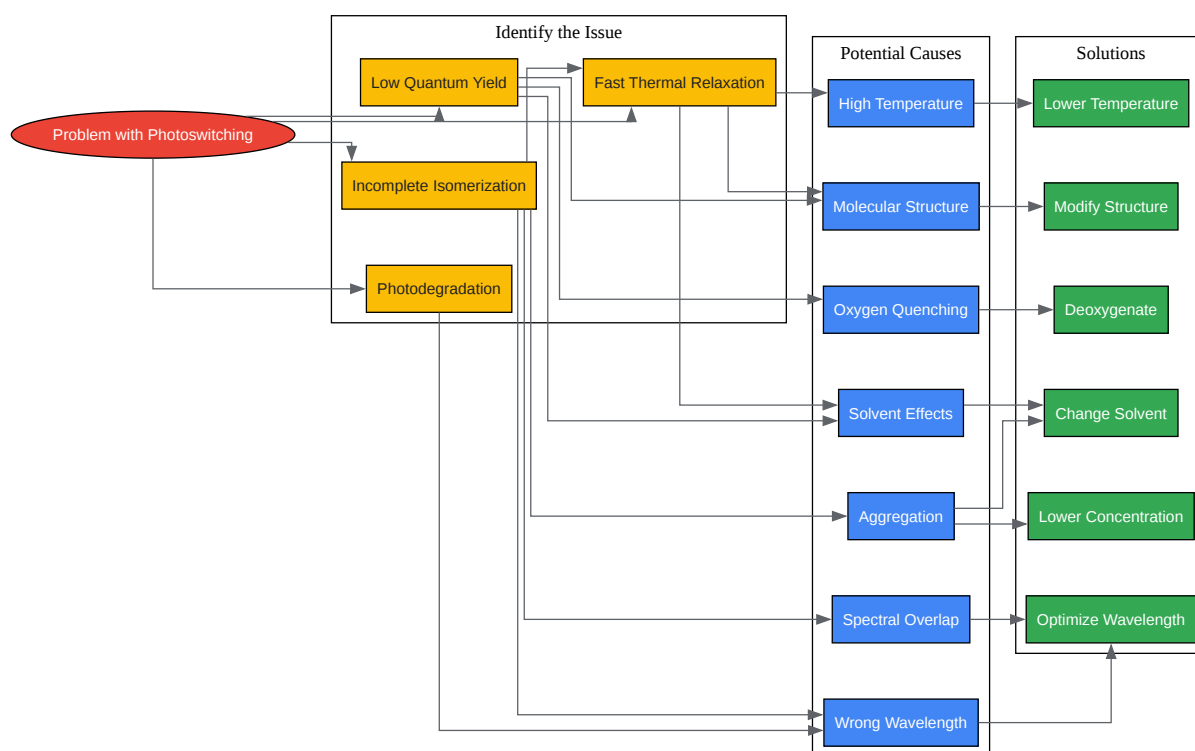 Identify the Issue
Potential Causes
Solutions
Problem with Photoswitching
Low Quantum Yield
Fast Thermal Relaxation
Incomplete Isomerization
Photodegradation
High Temperature
Molecular Structure
Oxygen Quenching
Solvent Effects
Aggregation
Spectral Overlap
Wrong Wavelength
Lower Temperature
Modify Structure
Deoxygenate
Change Solvent
Lower Concentration
Optimize Wavelength